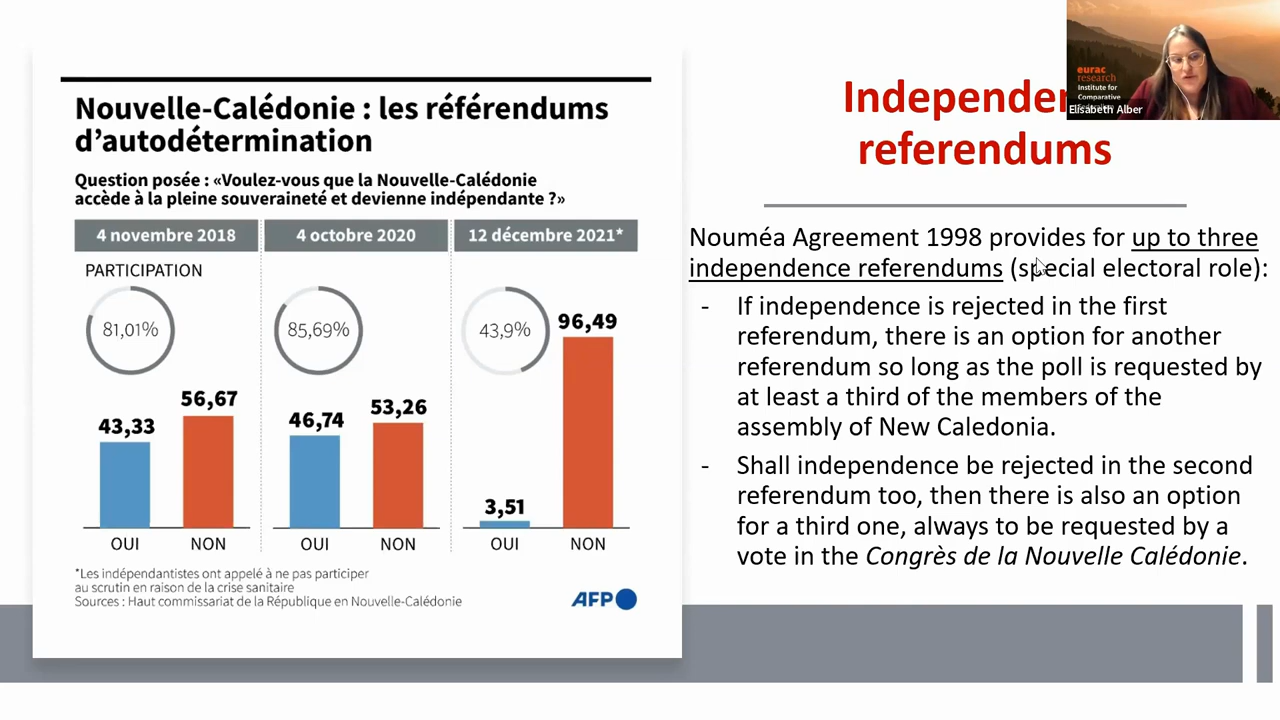 Nouvelle-Calédonie : les référendums
d’autodétermination
Question posée : «Voulez-vous que la Nouvelle-Calédonie
accède à la pleine souveraineté et devienne indépendante ?»
4 novembre 2018
4 octobre 2020
12 décembre 2021*
PARTICIPATION
81,01%
85,69%
43,9%
43,33
56,67
46,74
53,26
3,51
96,49
OUI
NON
OUI
NON
OUI
NON
*Les indépendantistes ont appelé à ne pas participer
au scrutin en raison de la crise sanitaire
Sources : Haut commissariat de la République en Nouvelle-Calédonie
AFP
Independen
referendums
Nouméa Agreement 1998 provides for up to three
independence referendums (special electoral role):
- If independence is rejected in the first
referendum, there is an option for another
referendum so long as the poll is requested by
at least a third of the members of the
assembly of New Caledonia.
- Shall independence be rejected in the second
referendum too, then there is also an option
for a third one, always to be requested by a
vote in the Congrès de la Nouvelle Calédonie.
eurac
research
Institute for
Comparative
Elisabeth Alber